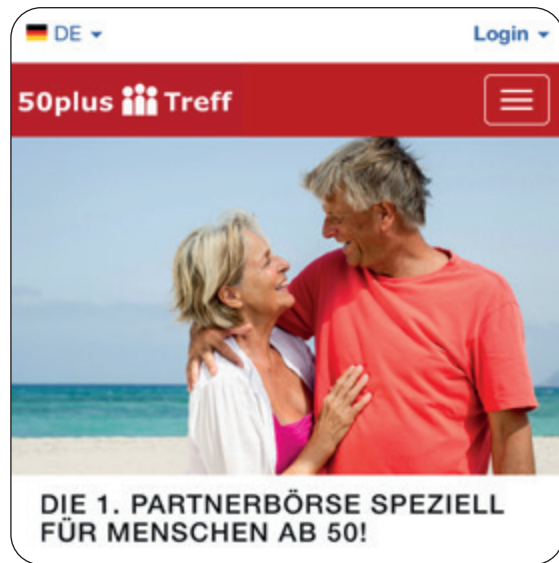 DE
Login
50plus Treff
DIE 1. PARTNERBÖRSE SPEZIELL
FÜR MENSCHEN AB 50!